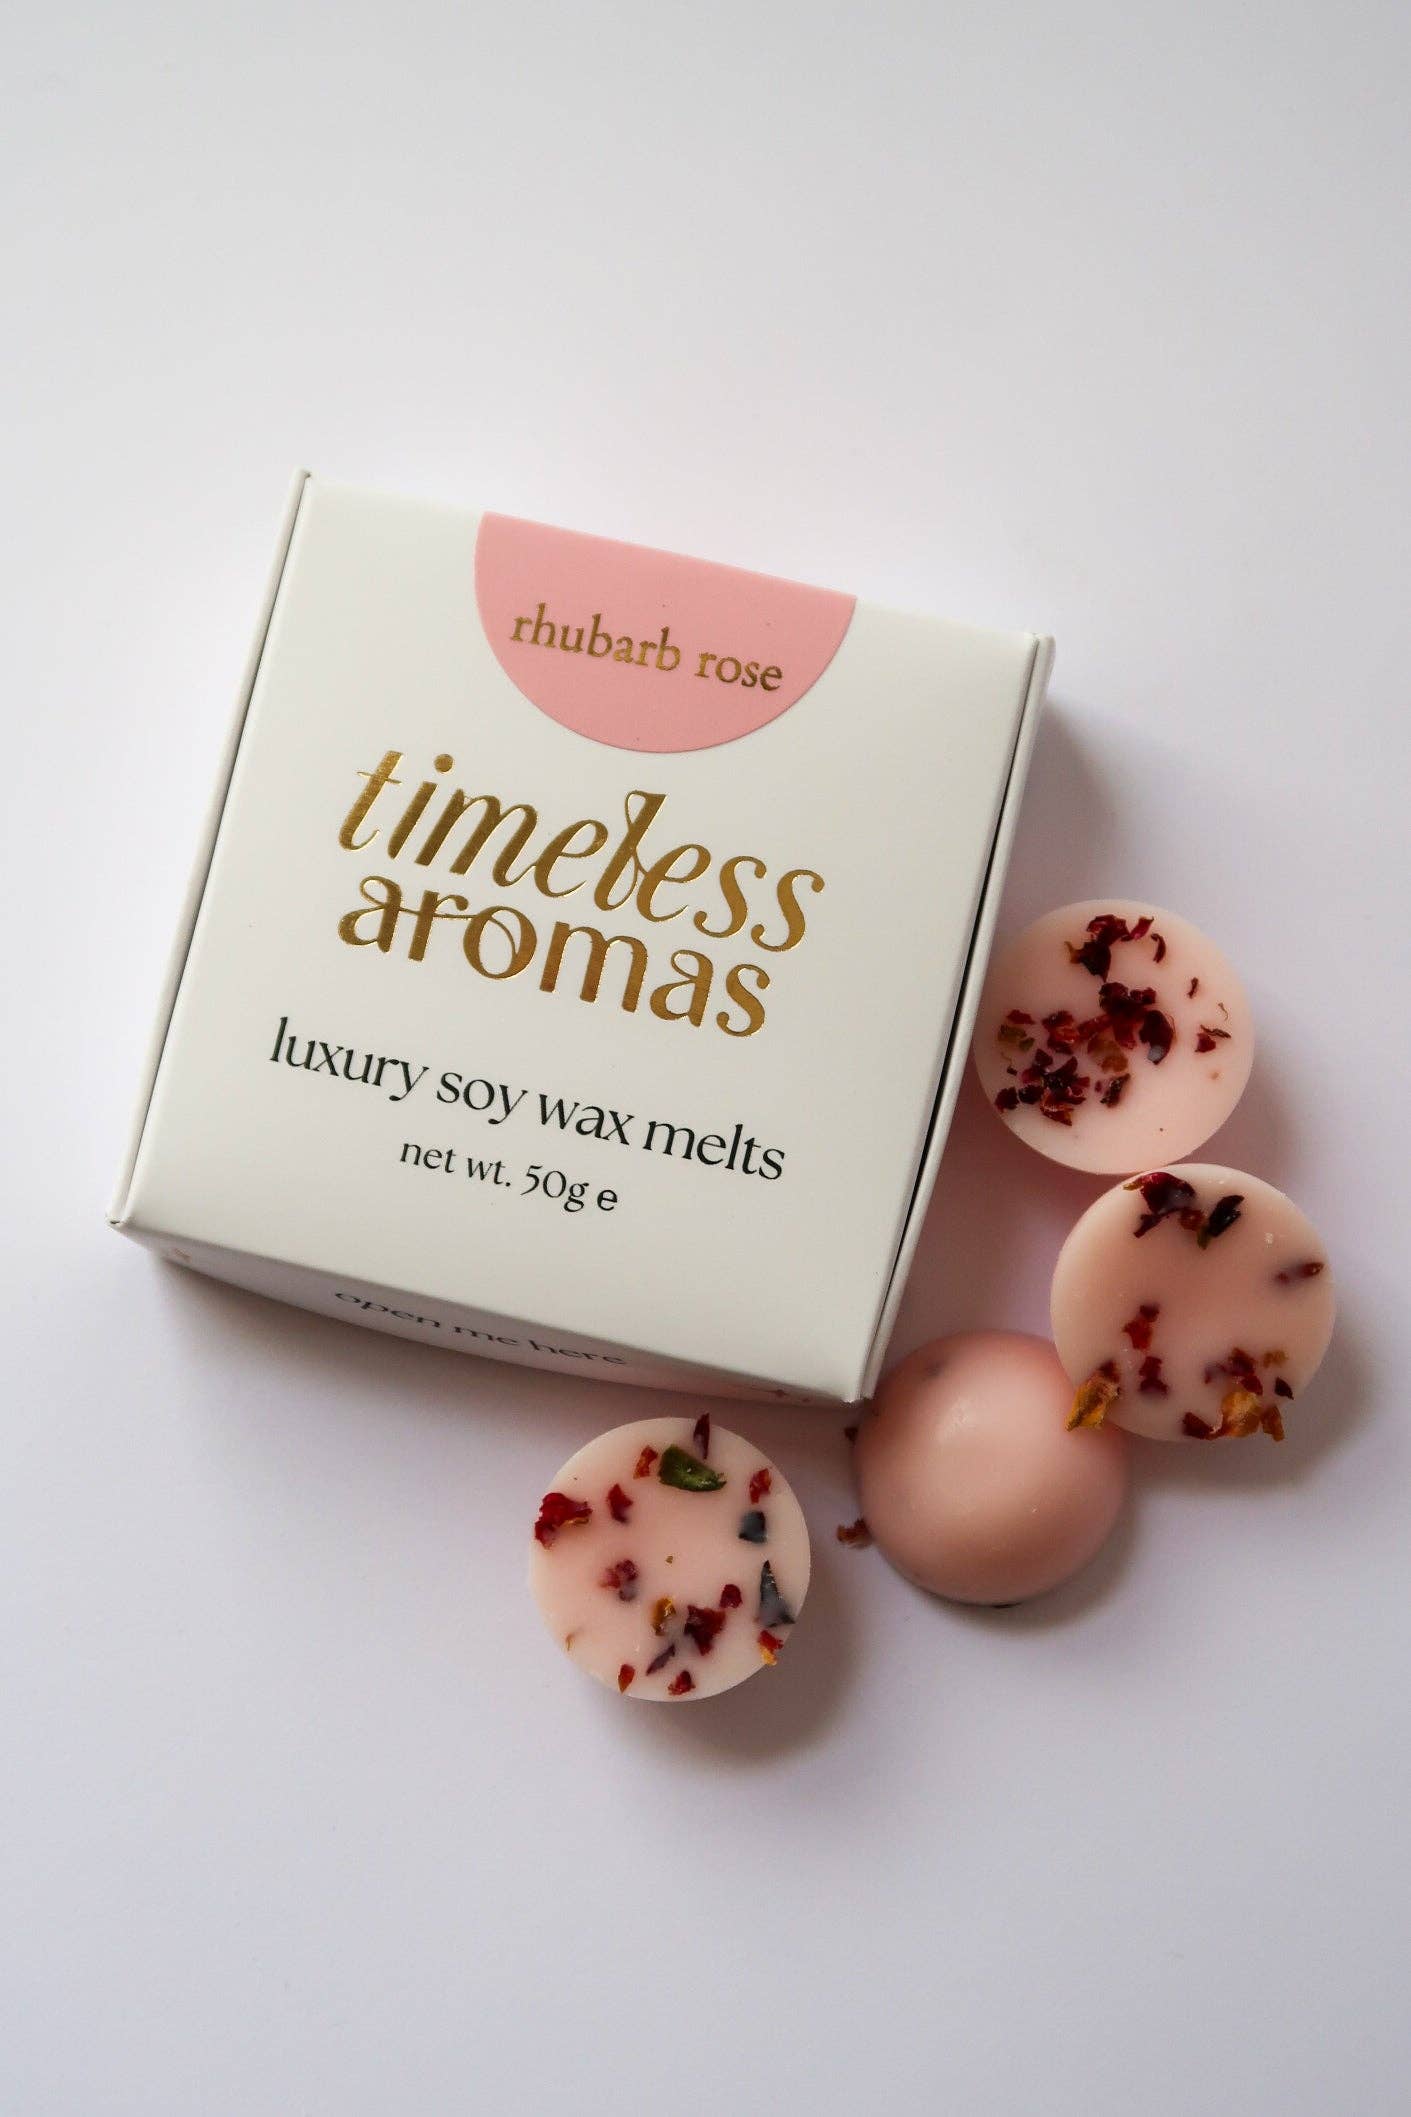 rhubarb rose
timeless
aromas
luxury soy wax melts
net wt. 50g e
open me here